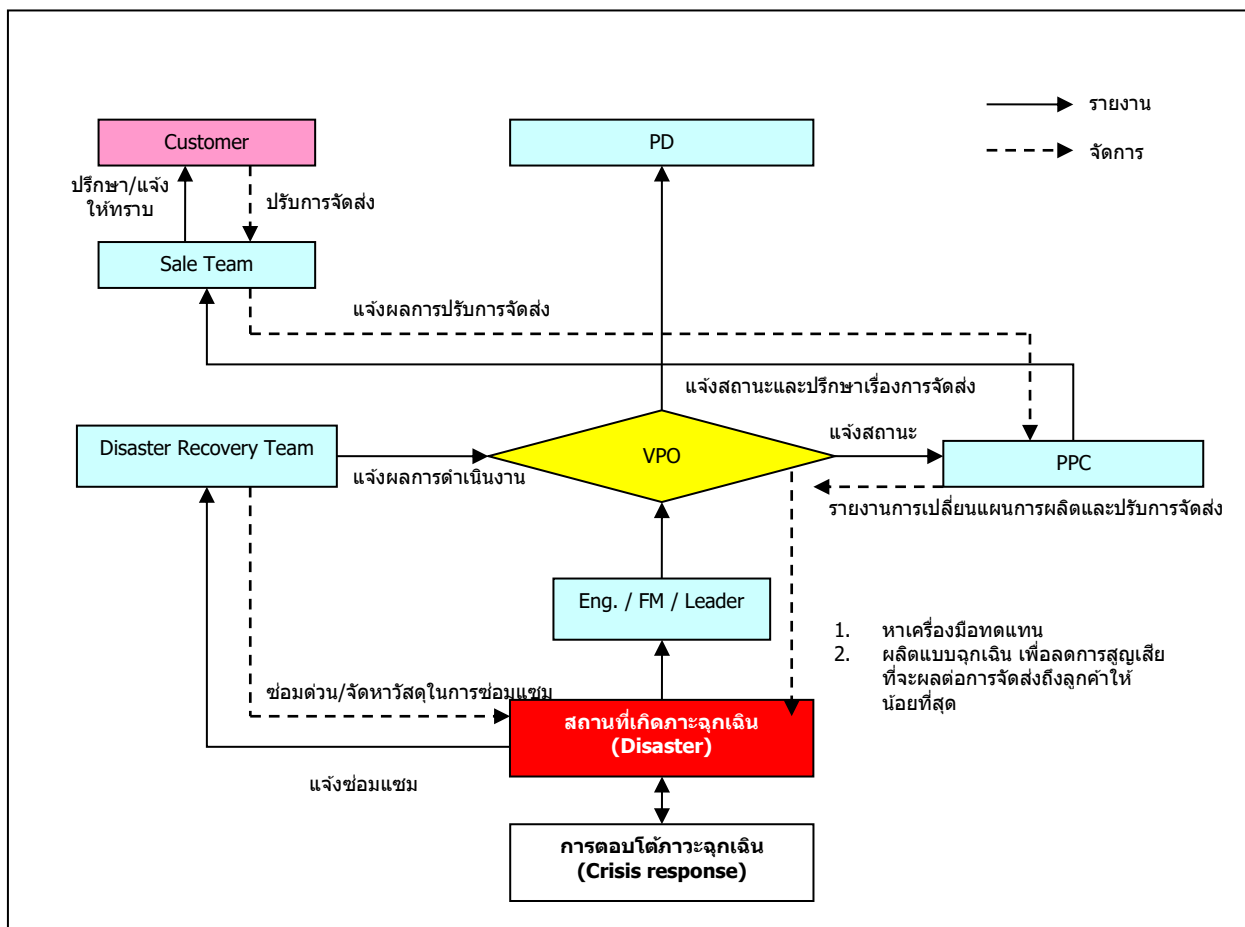 รายงาน
Customer
PD
จัดการ
ปรึกษา/แจ้ง
ให้ทราบ
ปรับการจัดส่ง
Sale Team
แจ้งผลการปรับการจัดส่ง
แจ้งสถานะและปรึกษาเรื่องการจัดส่ง
Disaster Recovery Team
แจ้งผลการดำเนินงาน
VPO
แจ้งสถานะ
PPC
รายงานการเปลี่ยนแผนการผลิตและปรับการจัดส่ง
Eng. / FM / Leader
1. หาเครื่องมือทดแทน
2. ผลิตแบบฉุกเฉิน เพื่อลดการสูญเสีย
ที่จะผลต่อการจัดส่งถึงลูกค้าให้
น้อยที่สุด
ซ่อมด่วน/จัดหาวัสดุในการซ่อมแซม
สถานที่เกิดภาะฉุกเฉิน
(Disaster)
แจ้งซ่อมแซม
การตอบโต้ภาวะฉุกเฉิน
(Crisis response)